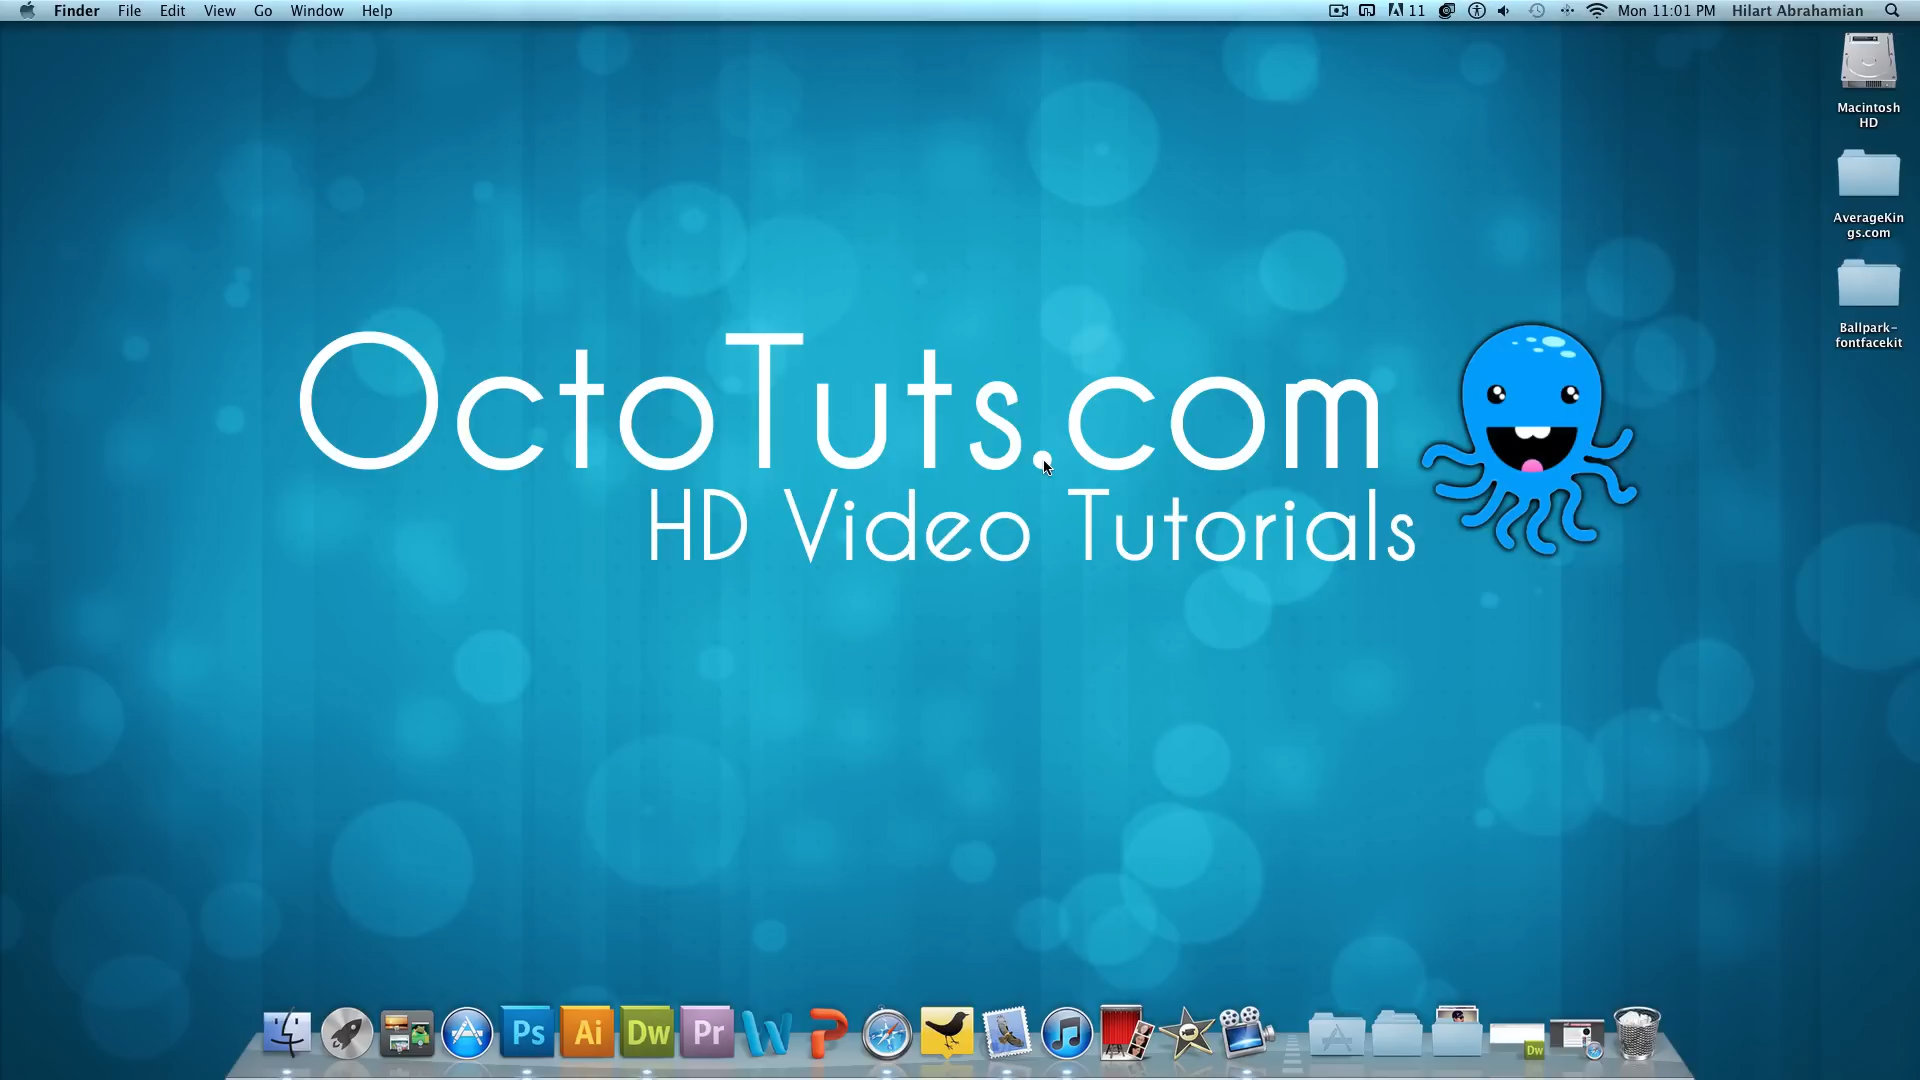 Finder File Edit View Go Window Help 11 Mon 11:01 PM Hilart Abrahamian
Macintosh
HD
AverageKin
gs.com
Ballpark-
fontfacekit
OctoTuts.com
HD Video Tutorials
Ps Ai Dw Pr W P
Dw